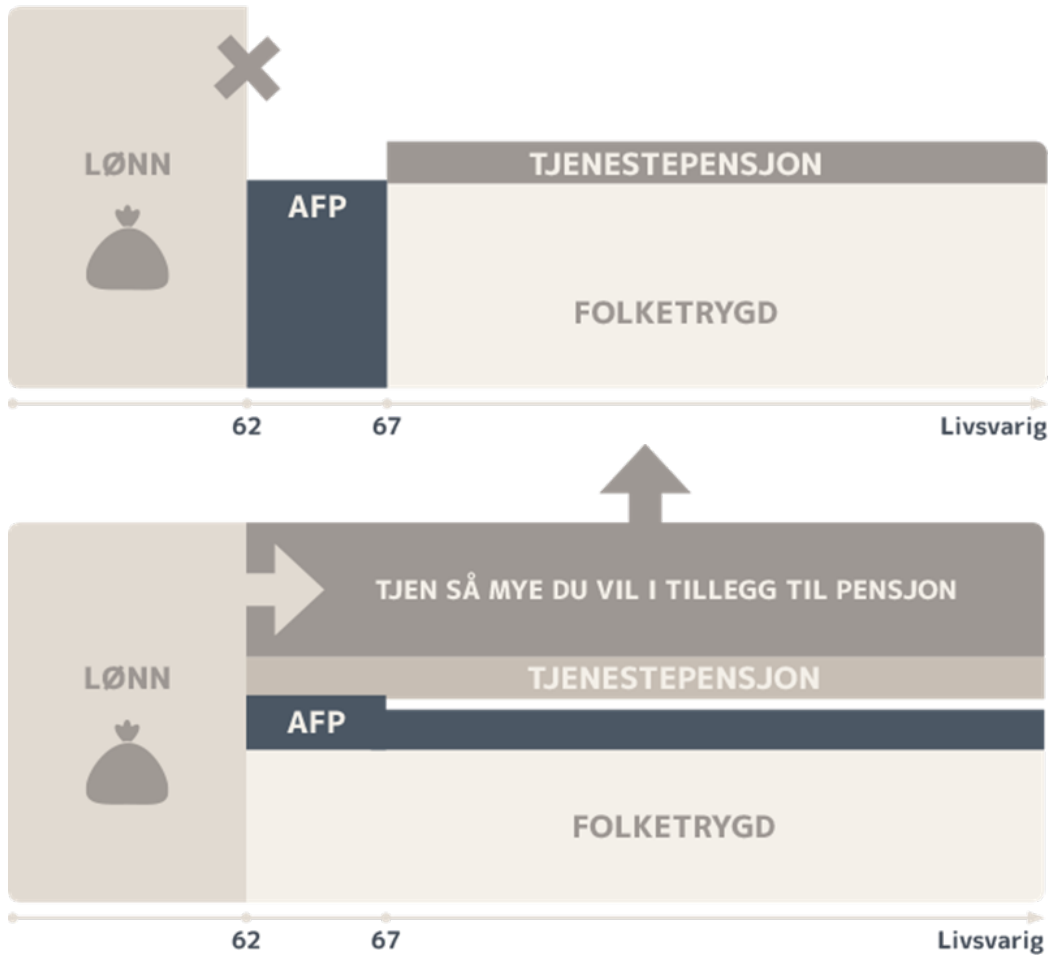 LØNN
TJENESTEPENSJON
AFP
FOLKETRYGD
62
67
Livsvarig
TJEN SÅ MYE DU VIL I TILLEGG TIL PENSJON
LØNN
TJENESTEPENSJON
AFP
FOLKETRYGD
62
67
Livsvarig